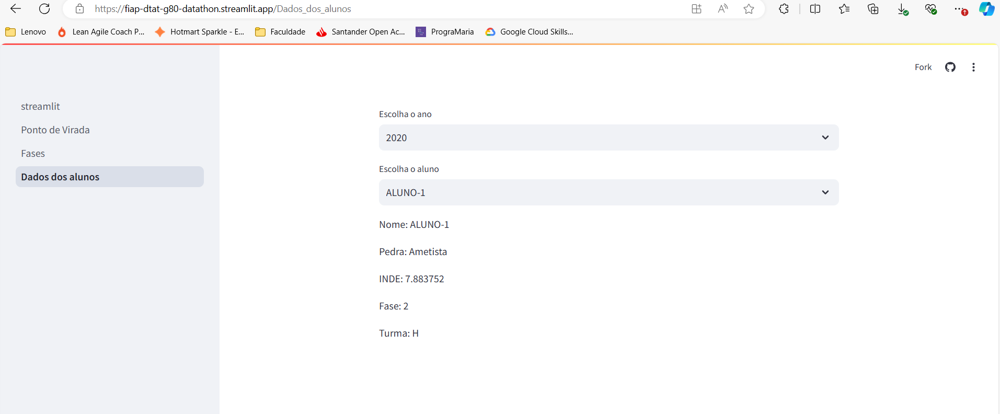 https://fiap-dtat-g80-datathon.streamlit.app/Dados_dos_alunos
Lenovo Lean Agile Coach P... Hotmart Sparkle - E... Faculdade Santander Open Ac... PrograMaria Google Cloud Skills...
Fork
streamlit
Ponto de Virada
Fases
Dados dos alunos
Escolha o ano
2020
Escolha o aluno
ALUNO-1
Nome: ALUNO-1
Pedra: Ametista
INDE: 7.883752
Fase: 2
Turma: H